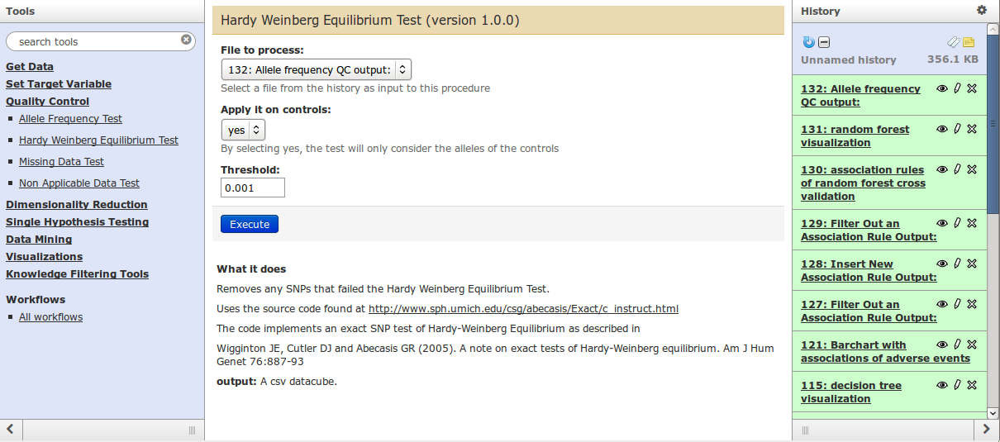 Tools
search tools
Get Data
Set Target Variable
Quality Control
Allele Frequency Test
Hardy Weinberg Equilibrium Test
Missing Data Test
Non Applicable Data Test
Dimensionality Reduction
Single Hypothesis Testing
Data Mining
Visualizations
Knowledge Filtering Tools
Workflows
All workflows
Hardy Weinberg Equilibrium Test (version 1.0.0)
File to process:
132: Allele frequency QC output:
Select a file from the history as input to this procedure
Apply it on controls:
yes
By selecting yes, the test will only consider the alleles of the controls
Threshold:
0.001
Execute
What it does
Removes any SNPs that failed the Hardy Weinberg Equilibrium Test.
Uses the source code found at http://www.sph.umich.edu/csg/abecasis/Exact/c_instruct.html
The code implements an exact SNP test of Hardy-Weinberg Equilibrium as described in
Wigginton JE, Cutler DJ and Abecasis GR (2005). A note on exact tests of Hardy-Weinberg equilibrium. Am J Hum
Genet 76:887-93
output: A csv datacube.
History
Unnamed history 356.1 KB
132: Allele frequency
QC output:
131: random forest
visualization
130: association rules
of random forest cross
validation
129: Filter Out an
Association Rule Output:
128: Insert New
Association Rule Output:
127: Filter Out an
Association Rule Output:
121: Barchart with
associations of adverse events
115: decision tree
visualization